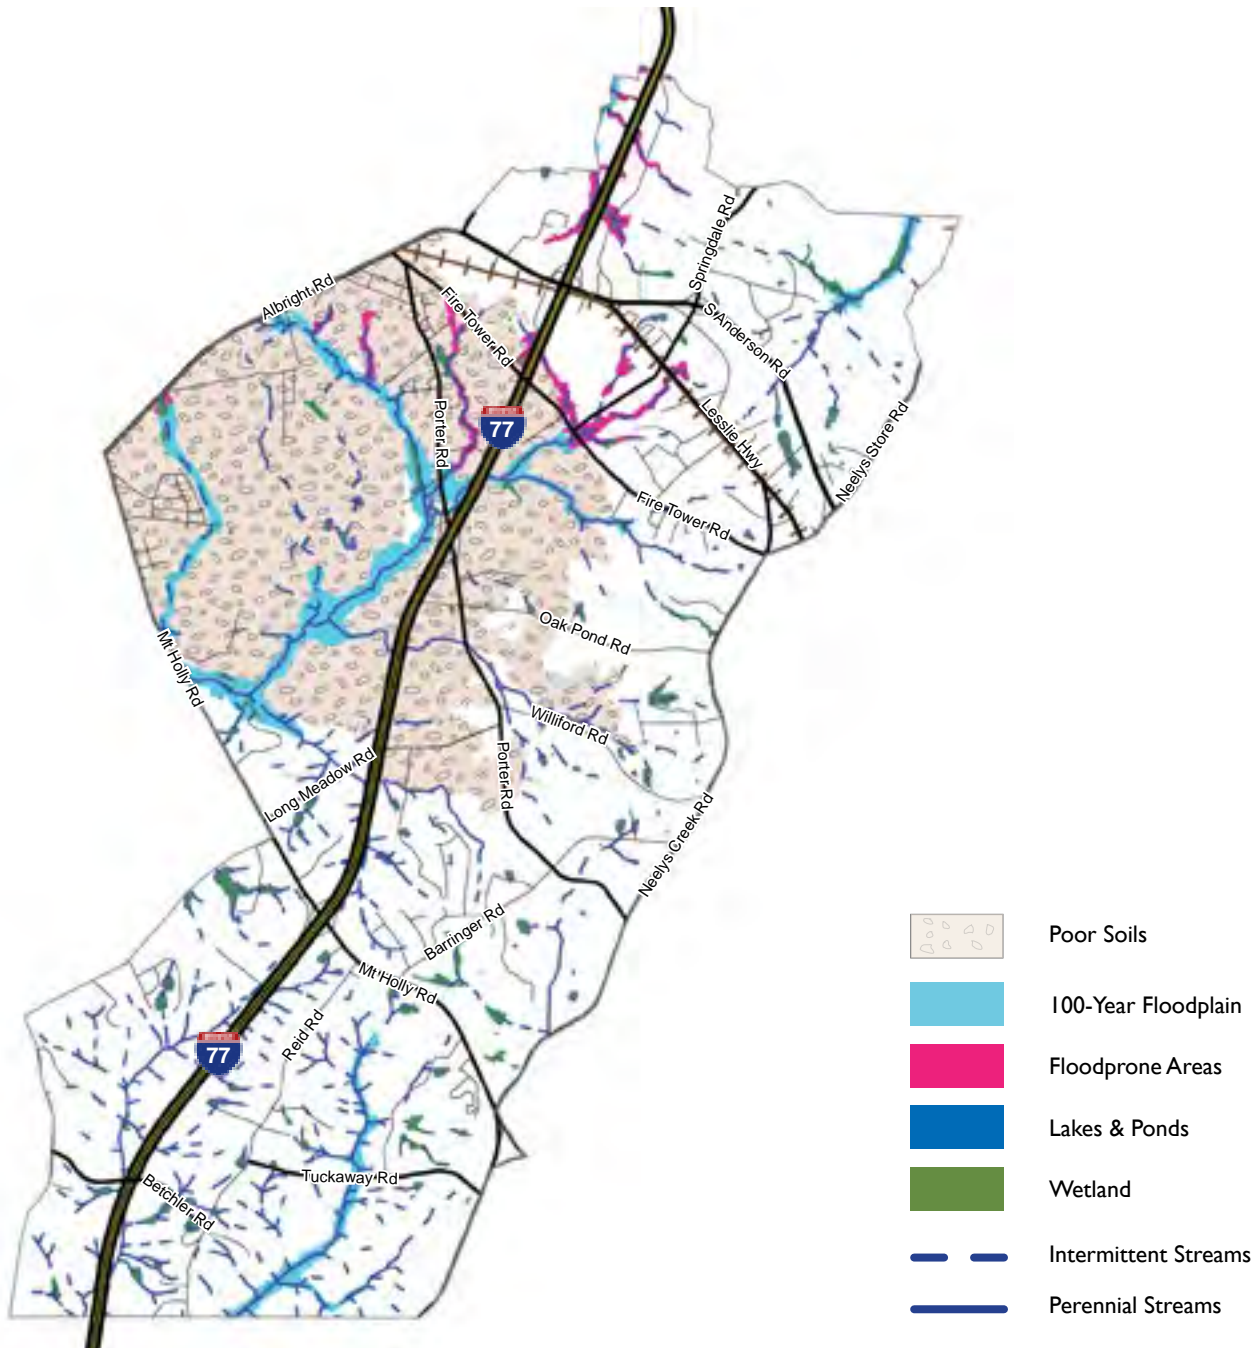 Springdale Rd
Albright Rd
Fire Tower Rd
S Anderson Rd
Porter Rd
77
Lesslie Hwy
Neelys Store Rd
Fire Tower Rd
Oak Pond Rd
Mt Holly Rd
Williford Rd
Long Meadow Rd
Porter Rd
Neelys Creek Rd
Barringer Rd
Mt Holly Rd
Reid Rd
77
Tuckaway Rd
Betchler Rd
Poor Soils
100-Year Floodplain
Floodprone Areas
Lakes & Ponds
Wetland
Intermittent Streams
Perennial Streams